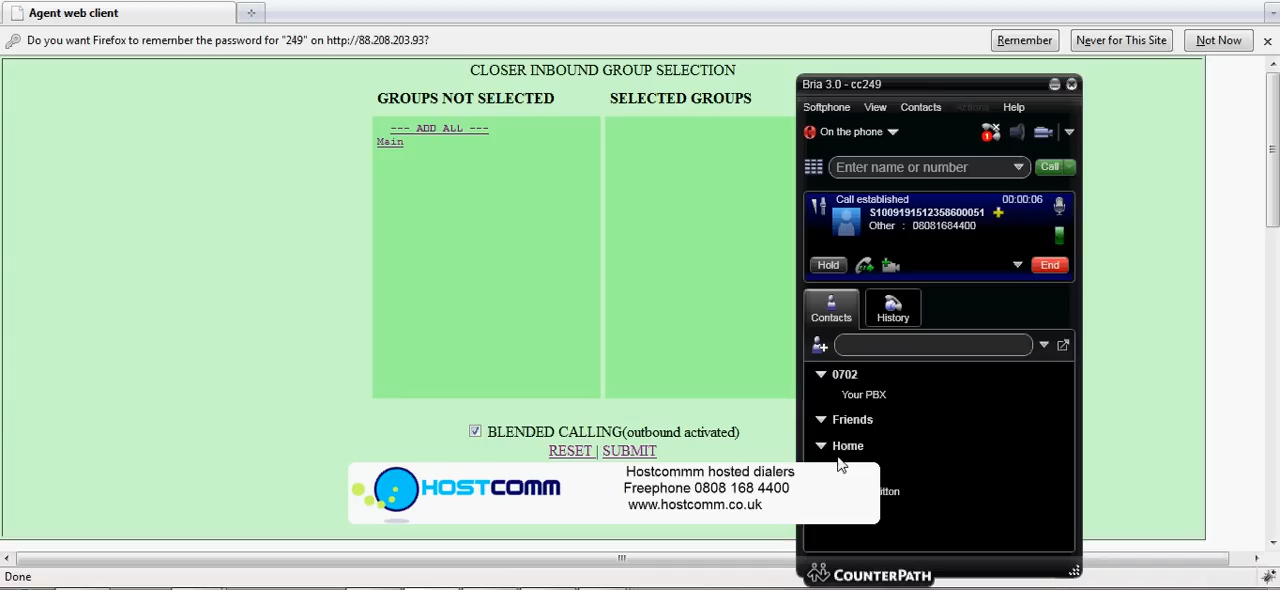 Agent web client
Do you want Firefox to remember the password for "249" on http://88.208.203.93?
Remember
Never for This Site
Not Now
CLOSER INBOUND GROUP SELECTION
GROUPS NOT SELECTED
SELECTED GROUPS
--- ADD ALL ---
Main
BLENDED CALLING(outbound activated)
RESET | SUBMIT
HOSTCOMM
Hostcommm hosted dialers
Freephone 0808 168 4400
www.hostcomm.co.uk
Done
Bria 3.0 - cc249
Softphone View Contacts Actions Help
On the phone
1
Enter name or number
Call
Call established 00:00:06
S1009191512358600051
Other : 08081684400
Hold
End
Contacts
History
0702
Your PBX
Friends
Home
itton
COUNTERPATH